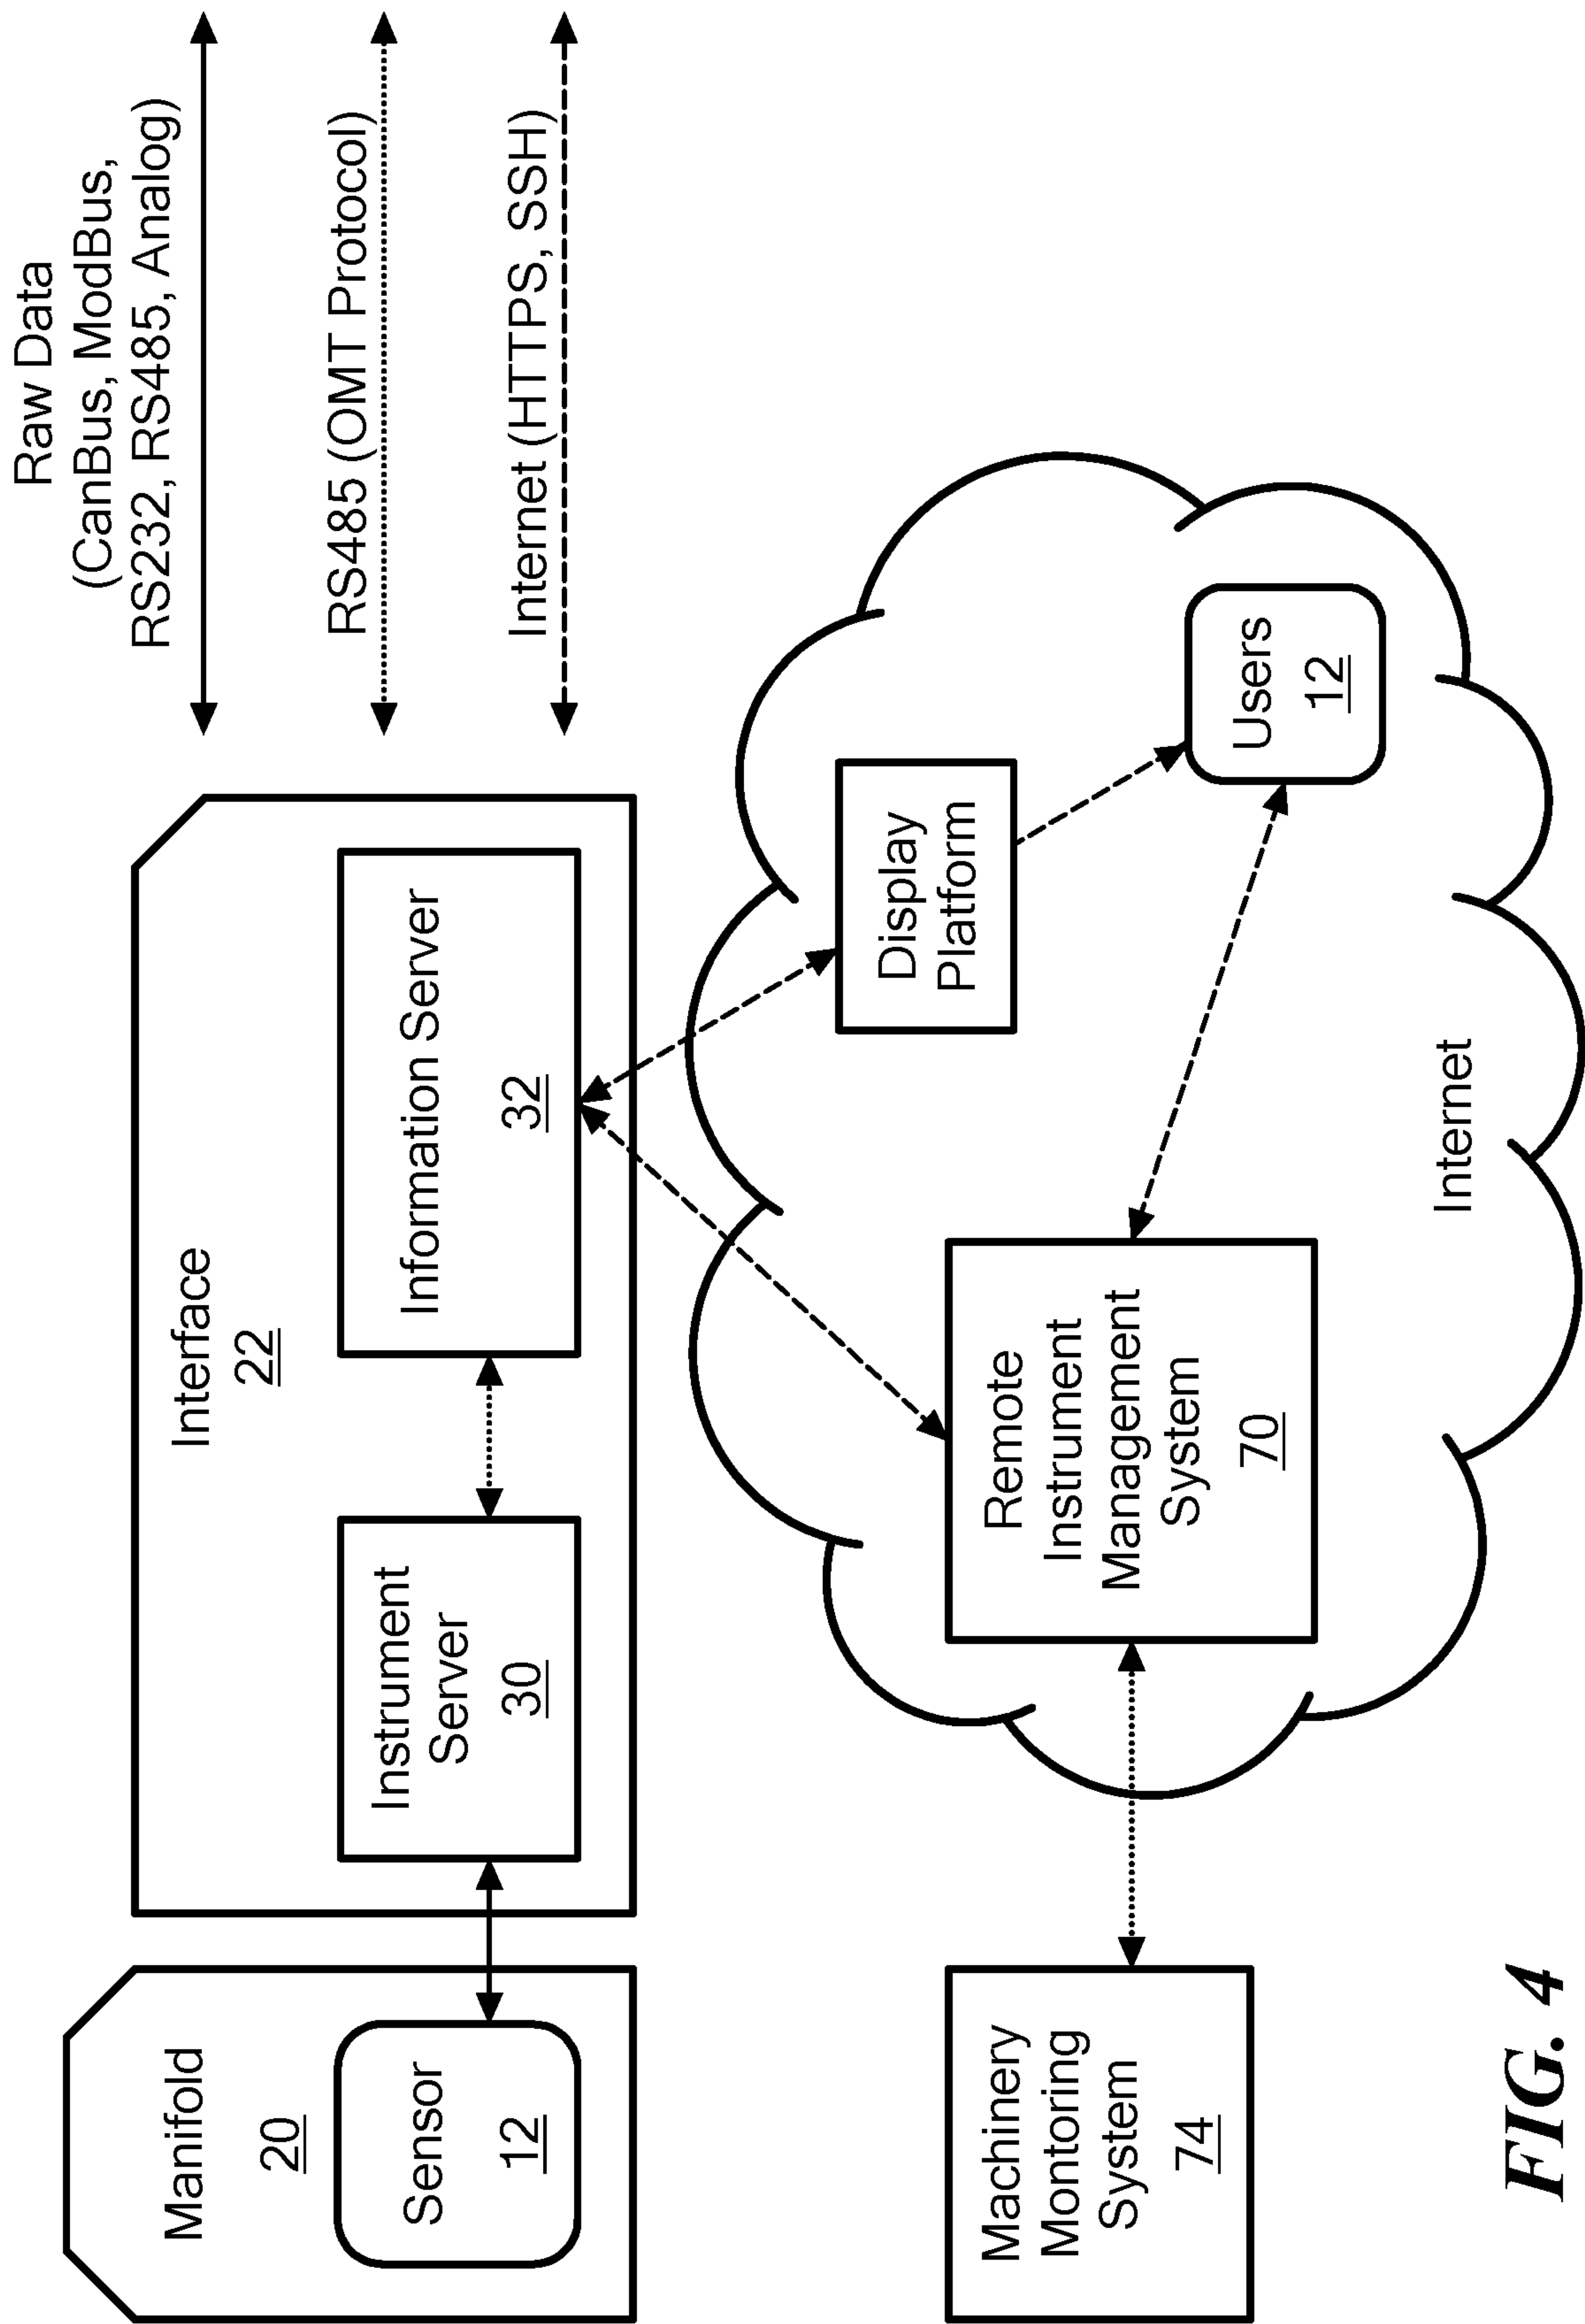 Raw Data
(CanBus, ModBus,
RS232, RS485, Analog)
RS485 (OMT Protocol)
Internet (HTTPS, SSH)
Manifold
20
Sensor
12
Interface
22
Instrument
Server
30
Information Server
32
Machinery
Montoring
System
74
Remote
Instrument
Management
System
70
Display
Platform
Users
12
Internet
FIG. 4